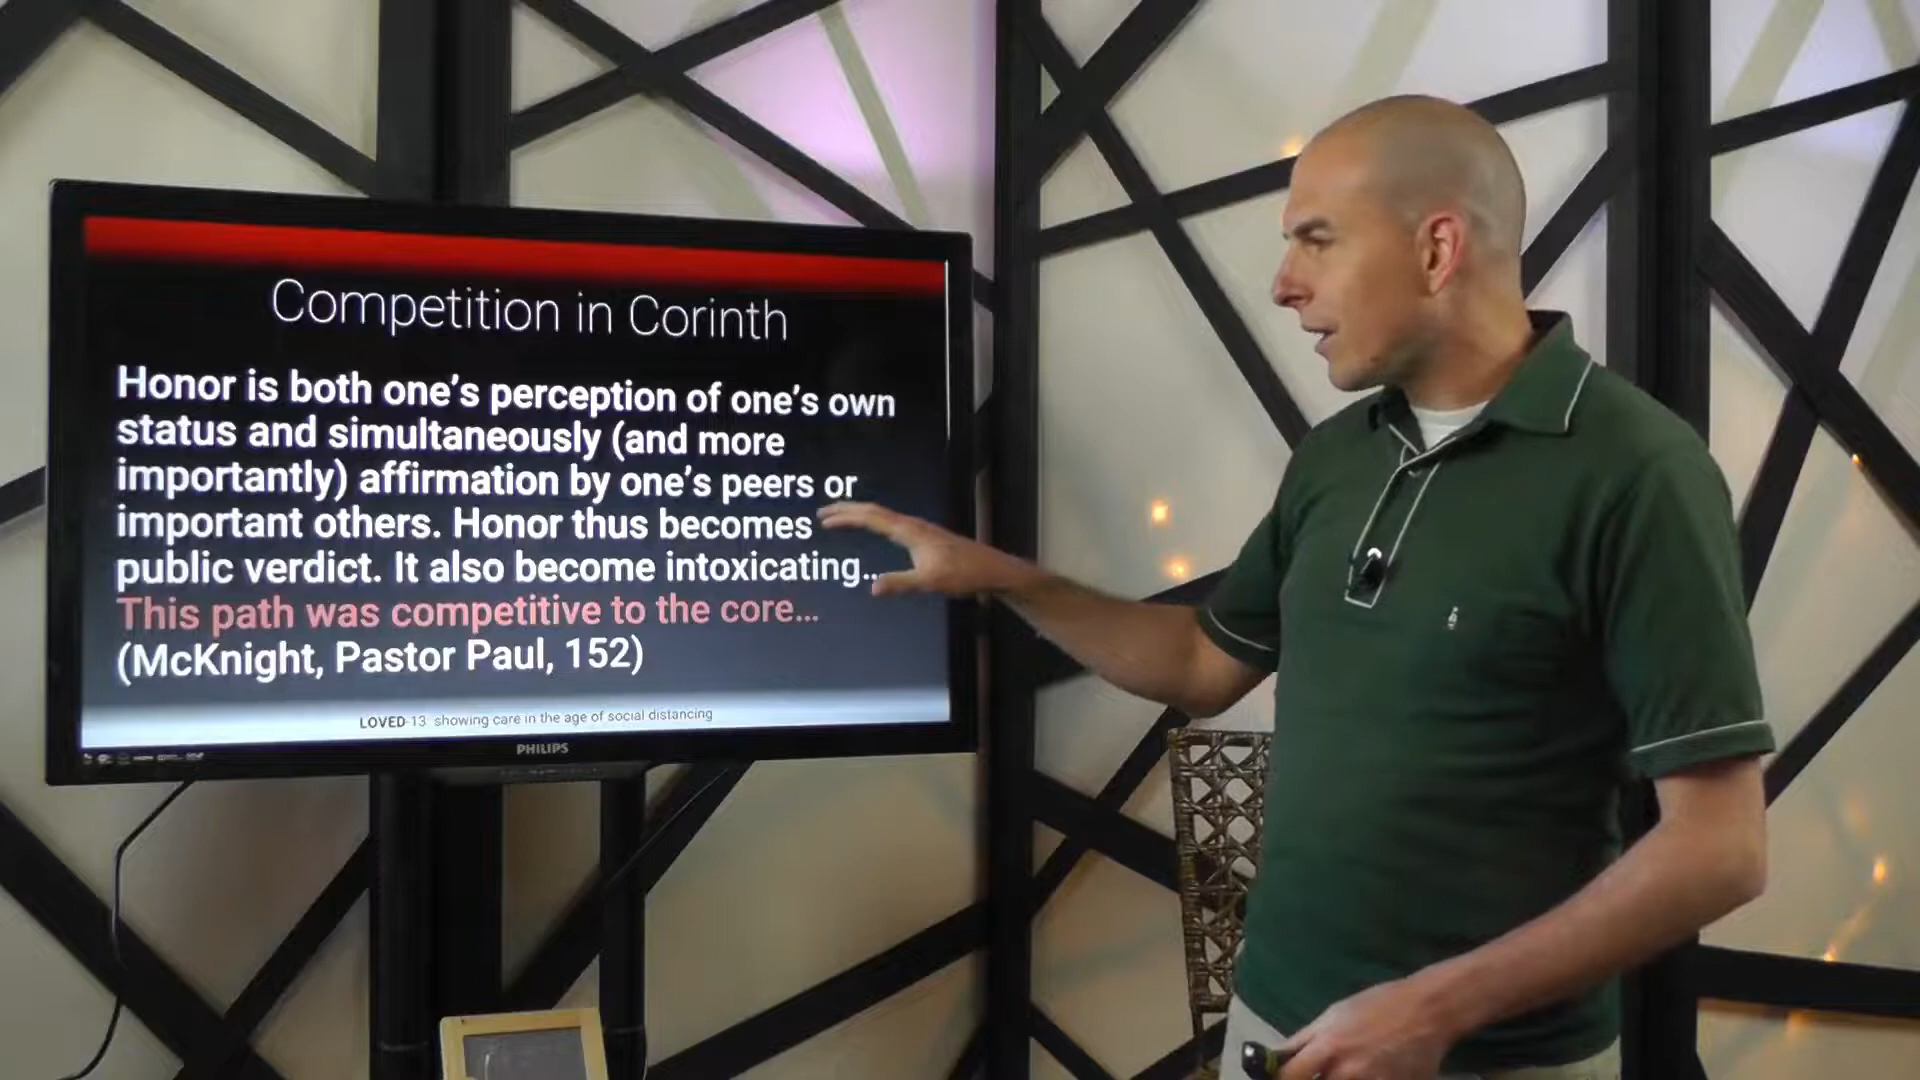 Competition in Corinth
Honor is both one’s perception of one’s own
status and simultaneously (and more
importantly) affirmation by one’s peers or
important others. Honor thus becomes
public verdict. It also become intoxicating…
This path was competitive to the core…
(McKnight, Pastor Paul, 152)
LOVED-13: showing care in the age of social distancing
PHILIPS